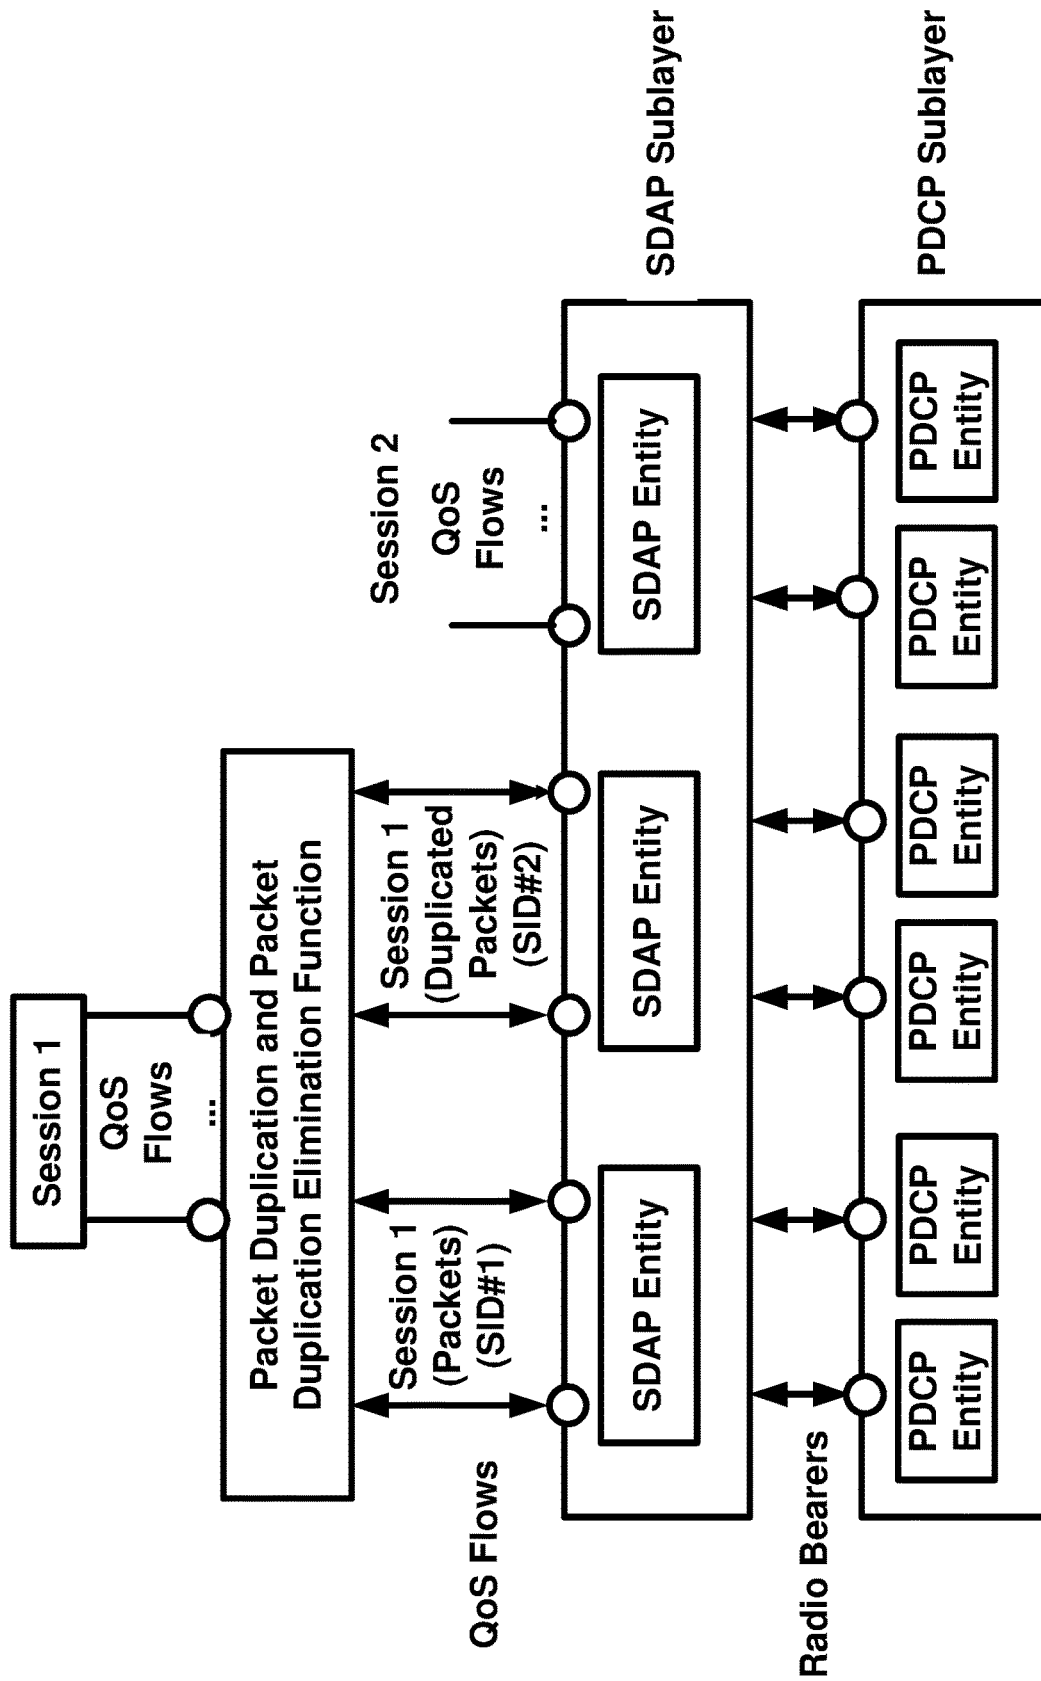 Session 1
QoS
Flows
...
Packet Duplication and Packet
Duplication Elimination Function
QoS Flows
Session 1
(Packets)
(SID#1)
Session 1
(Duplicated
Packets)
(SID#2)
Session 2
QoS
Flows
...
SDAP Entity
SDAP Entity
SDAP Entity
SDAP Sublayer
Radio Bearers
PDCP
Entity
PDCP
Entity
PDCP
Entity
PDCP
Entity
PDCP
Entity
PDCP
Entity
PDCP Sublayer